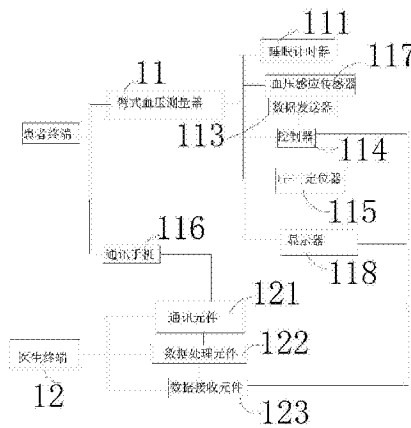 111
睡眠计时器
11
117
臂式血压测控器
血压感应传感器
数据发送器
113
患者终端
控制器
114
定位器
116
115
通讯手机
显示器
118
121
通讯元件
医生终端
122
数据处理元件
12
数据接收元件
123